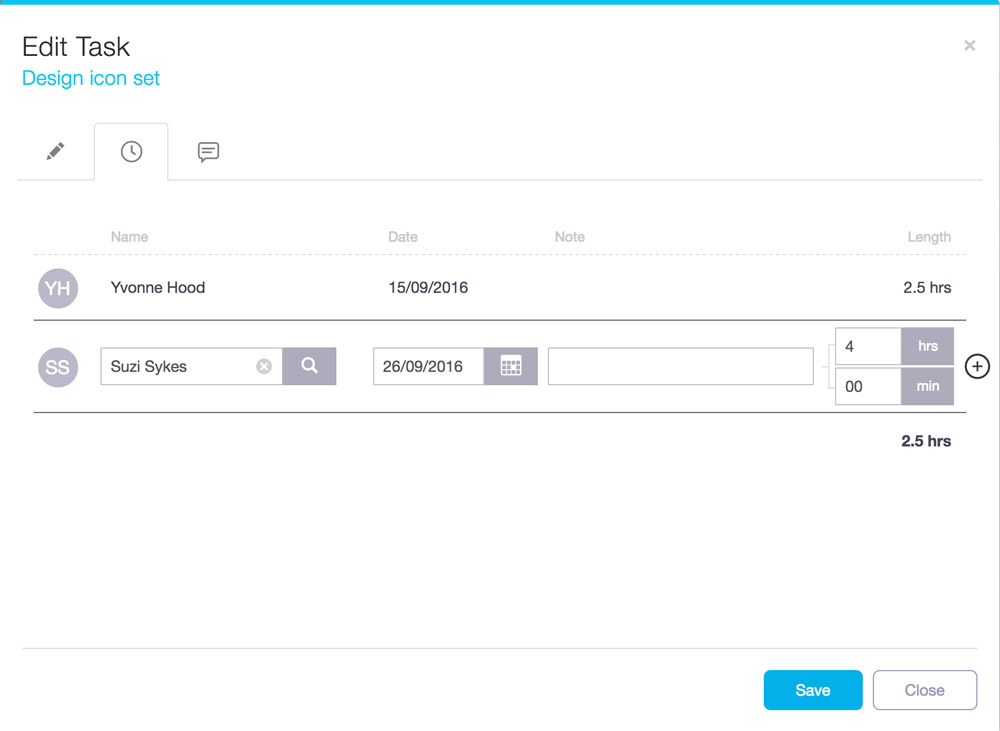 Edit Task
Design icon set
Name Date Note Length
YH Yvonne Hood 15/09/2016 2.5 hrs
SS Suzi Sykes 26/09/2016 4 hrs
00 min
2.5 hrs
Save Close